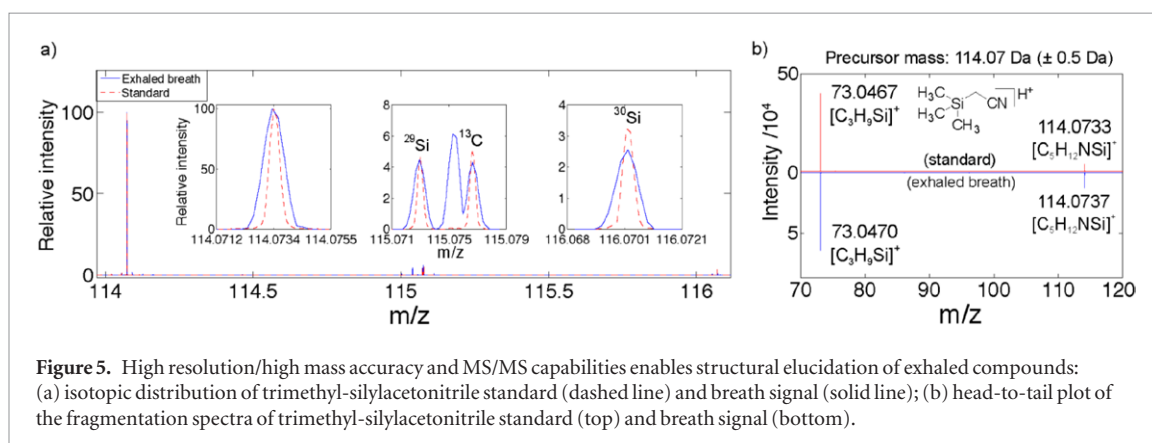 a)
Exhaled breath
Standard
Relative intensity
100
50
0
114
114.5
115
115.5
116
m/z
Relative intensity
100
50
0
114.0712 114.0734 114.0755
8
6
4
2
0
²⁹Si
¹³C
115.071 115.075 115.079
m/z
4
3
2
1
0
³⁰Si
116.068 116.0701 116.0721
b)
Precursor mass: 114.07 Da (± 0.5 Da)
Intensity /10⁴
50
0
5
73.0467
[C₃H₉Si]⁺
H₃C
H₃C
Si
CH₃
CN
H⁺
114.0733
[C₅H₁₂NSi]⁺
(standard)
(exhaled breath)
73.0470
[C₃H₉Si]⁺
114.0737
[C₅H₁₂NSi]⁺
70 80 90 100 110 120
m/z
Figure 5. High resolution/high mass accuracy and MS/MS capabilities enables structural elucidation of exhaled compounds:
(a) isotopic distribution of trimethyl-silylacetonitrile standard (dashed line) and breath signal (solid line); (b) head-to-tail plot of
the fragmentation spectra of trimethyl-silylacetonitrile standard (top) and breath signal (bottom).